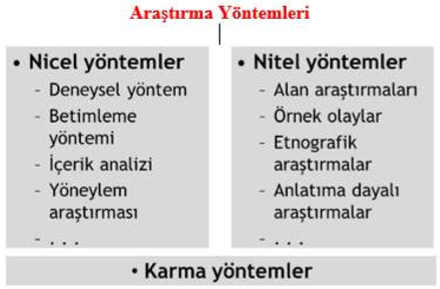 Araştırma Yöntemleri
• Nicel yöntemler
– Deneysel yöntem
– Betimleme
yöntemi
– İçerik analizi
– Yöneylem
araştırması
– . . .
• Nitel yöntemler
– Alan araştırmaları
– Örnek olaylar
– Etnografik
araştırmalar
– Anlatıma dayalı
araştırmalar
– . . .
• Karma yöntemler